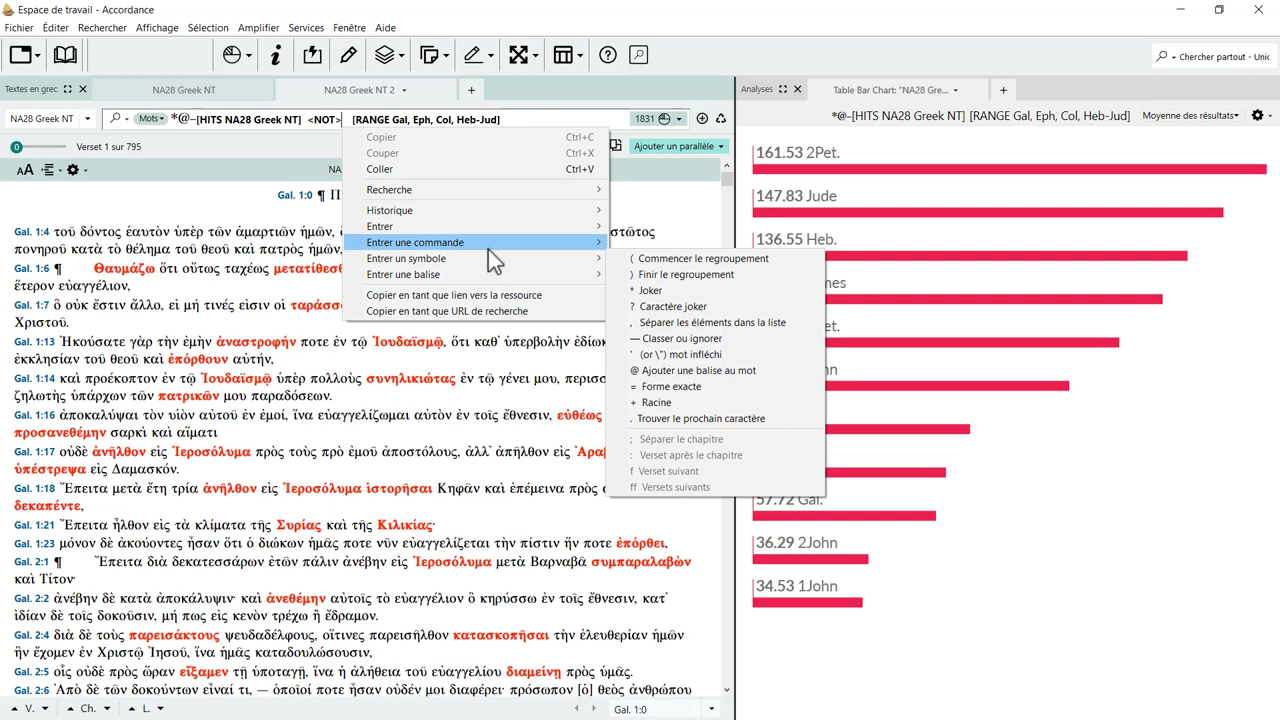 Espace de travail - Accordance
Fichier Éditer Rechercher Affichage Sélection Amplifier Services Fenêtre Aide
Chercher partout - Unic
Textes en grec
NA28 Greek NT
NA28 Greek NT 2
+
Analyses
Table Bar Chart: "NA28 Gre...
+
NA28 Greek NT
Mots
*@-[HITS NA28 Greek NT] <NOT> [RANGE Gal, Eph, Col, Heb-Jud]
1831
*@-[HITS NA28 Greek NT] [RANGE Gal, Eph, Col, Heb-Jud]
Moyenne des résultats
0
Verset 1 sur 795
Ajouter un parallèle
AA
NA
Gal. 1:0 ¶ Π
Gal. 1:4 τοῦ δόντος ἑαυτὸν ὑπὲρ τῶν ἁμαρτιῶν ἡμῶν,
στῶτος
πονηροῦ κατὰ τὸ θέλημα τοῦ θεοῦ καὶ πατρὸς ἡμῶν,
Gal. 1:6 ¶ Θαυμάζω ὅτι οὕτως ταχέως μετατίθεσθ
ἕτερον εὐαγγέλιον,
Gal. 1:7 ὃ οὐκ ἔστιν ἄλλο, εἰ μή τινές εἰσιν οἱ ταράσσ
Χριστοῦ.
Gal. 1:13 Ἠκούσατε γὰρ τὴν ἐμὴν ἀναστροφήν ποτε ἐν τῷ Ἰουδαϊσμῷ, ὅτι καθ᾽ ὑπερβολὴν ἐδίωκ
ἐκκλησίαν τοῦ θεοῦ καὶ ἐπόρθουν αὐτήν,
Gal. 1:14 καὶ προέκοπτον ἐν τῷ Ἰουδαϊσμῷ ὑπὲρ πολλοὺς συνηλικιώτας ἐν τῷ γένει μου, περισσ
ζηλωτὴς ὑπάρχων τῶν πατρικῶν μου παραδόσεων.
Gal. 1:16 ἀποκαλύψαι τὸν υἱὸν αὐτοῦ ἐν ἐμοί, ἵνα εὐαγγελίζωμαι αὐτὸν ἐν τοῖς ἔθνεσιν, εὐθέως
προσανεθέμην σαρκὶ καὶ αἵματι
Gal. 1:17 οὐδὲ ἀνῆλθον εἰς Ἱεροσόλυμα πρὸς τοὺς πρὸ ἐμοῦ ἀποστόλους, ἀλλ᾽ ἀπῆλθον εἰς Ἀρα
ὑπέστρεψα εἰς Δαμασκόν.
Gal. 1:18 Ἔπειτα μετὰ ἔτη τρία ἀνῆλθον εἰς Ἱεροσόλυμα ἱστορῆσαι Κηφᾶν καὶ ἐπέμεινα πρὸς
δεκαπέντε,
Gal. 1:21 Ἔπειτα ἦλθον εἰς τὰ κλίματα τῆς Συρίας καὶ τῆς Κιλικίας·
Gal. 1:23 μόνον δὲ ἀκούοντες ἦσαν ὅτι ὁ διώκων ἡμᾶς ποτε νῦν εὐαγγελίζεται τὴν πίστιν ἥν ποτε ἐπόρθει,
Gal. 2:1 ¶ Ἔπειτα διὰ δεκατεσσάρων ἐτῶν πάλιν ἀνέβην εἰς Ἱεροσόλυμα μετὰ Βαρναβᾶ συμπαραλαβὼν
καὶ Τίτον·
Gal. 2:2 ἀνέβην δὲ κατὰ ἀποκάλυψιν· καὶ ἀνεθέμην αὐτοῖς τὸ εὐαγγέλιον ὃ κηρύσσω ἐν τοῖς ἔθνεσιν, κατ᾽
ἰδίαν δὲ τοῖς δοκοῦσιν, μή πως εἰς κενὸν τρέχω ἢ ἔδραμον.
Gal. 2:4 διὰ δὲ τοὺς παρεισάκτους ψευδαδέλφους, οἵτινες παρεισῆλθον κατασκοπῆσαι τὴν ἐλευθερίαν ἡμῶν
ἣν ἔχομεν ἐν Χριστῷ Ἰησοῦ, ἵνα ἡμᾶς καταδουλώσουσιν,
Gal. 2:5 οἷς οὐδὲ πρὸς ὥραν εἴξαμεν τῇ ὑποταγῇ, ἵνα ἡ ἀλήθεια τοῦ εὐαγγελίου διαμείνῃ πρὸς ὑμᾶς.
Gal. 2:6 Ἀπὸ δὲ τῶν δοκούντων εἶναί τι, — ὁποῖοί ποτε ἦσαν οὐδέν μοι διαφέρει· πρόσωπον [ὁ] θεὸς ἀνθρώπου
V. Ch. L.
Gal. 1:0
Copier Ctrl+C
Couper Ctrl+X
Coller Ctrl+V
Recherche
Historique
Entrer
Entrer une commande
Entrer un symbole
Entrer une balise
Copier en tant que lien vers la ressource
Copier en tant que URL de recherche
( Commencer le regroupement
) Finir le regroupement
* Joker
? Caractère joker
, Séparer les éléments dans la liste
— Classer ou ignorer
' (or \") mot infléchi
@ Ajouter une balise au mot
= Forme exacte
+ Racine
. Trouver le prochain caractère
; Séparer le chapitre
: Verset après le chapitre
f Verset suivant
ff Versets suivants
161.53 2Pet.
147.83 Jude
136.55 Heb.
mes
et.
hn
57.72 Gal.
36.29 2John
34.53 1John